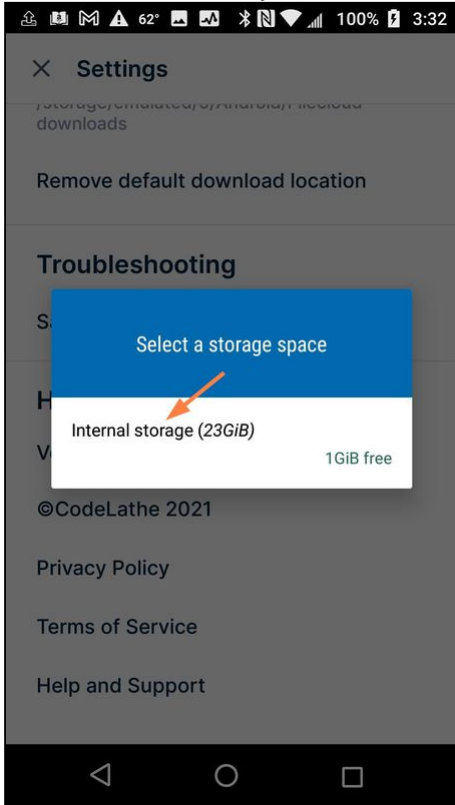 62° 100% 3:32
Settings
downloads
Remove default download location
Troubleshooting
S
Select a storage space
H
Internal storage (23GiB)
V
1GiB free
©CodeLathe 2021
Privacy Policy
Terms of Service
Help and Support